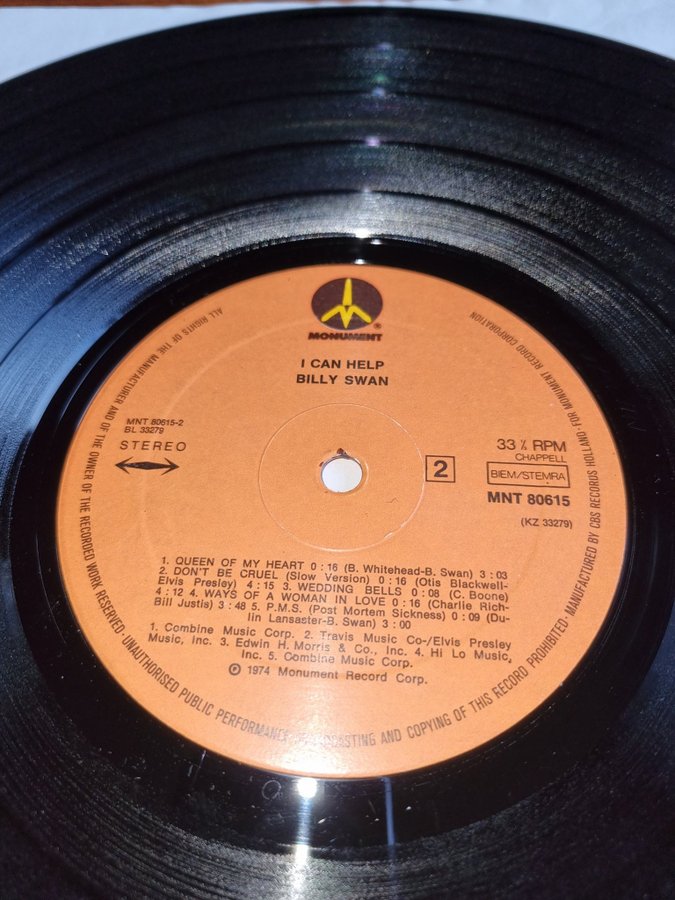 MONUMENT ®
I CAN HELP
BILLY SWAN
MNT 80615-2
BL 33279
STEREO
2
33 ⅓ RPM
CHAPPELL
BIEM/STEMRA
MNT 80615
(KZ 33279)
1. QUEEN OF MY HEART 0:16 (B. Whitehead-B. Swan) 3:03
2. DON'T BE CRUEL (Slow Version) 0:16 (Otis Blackwell-
Elvis Presley) 4:15 3. WEDDING BELLS 0:08 (C. Boone)
4:12 4. WAYS OF A WOMAN IN LOVE 0:16 (Charlie Rich-
Bill Justis) 3:48 5. P.M.S. (Post Mortem Sickness) 0:09 (Du-
lin Lansaster-B. Swan) 3:00
1. Combine Music Corp. 2. Travis Music Co-/Elvis Presley
Music, Inc. 3. Edwin H. Morris & Co., Inc. 4. Hi Lo Music,
Inc. 5. Combine Music Corp.
℗ 1974 Monument Record Corp.
ALL RIGHTS OF THE MANUFACTURER AND OF THE OWNER OF THE RECORDED WORK RESERVED · UNAUTHORISED PUBLIC PERFORMANCE, BROADCASTING AND COPYING OF THIS RECORD PROHIBITED · MANUFACTURED BY CBS RECORDS HOLLAND · FOR MONUMENT RECORD CORPORATION